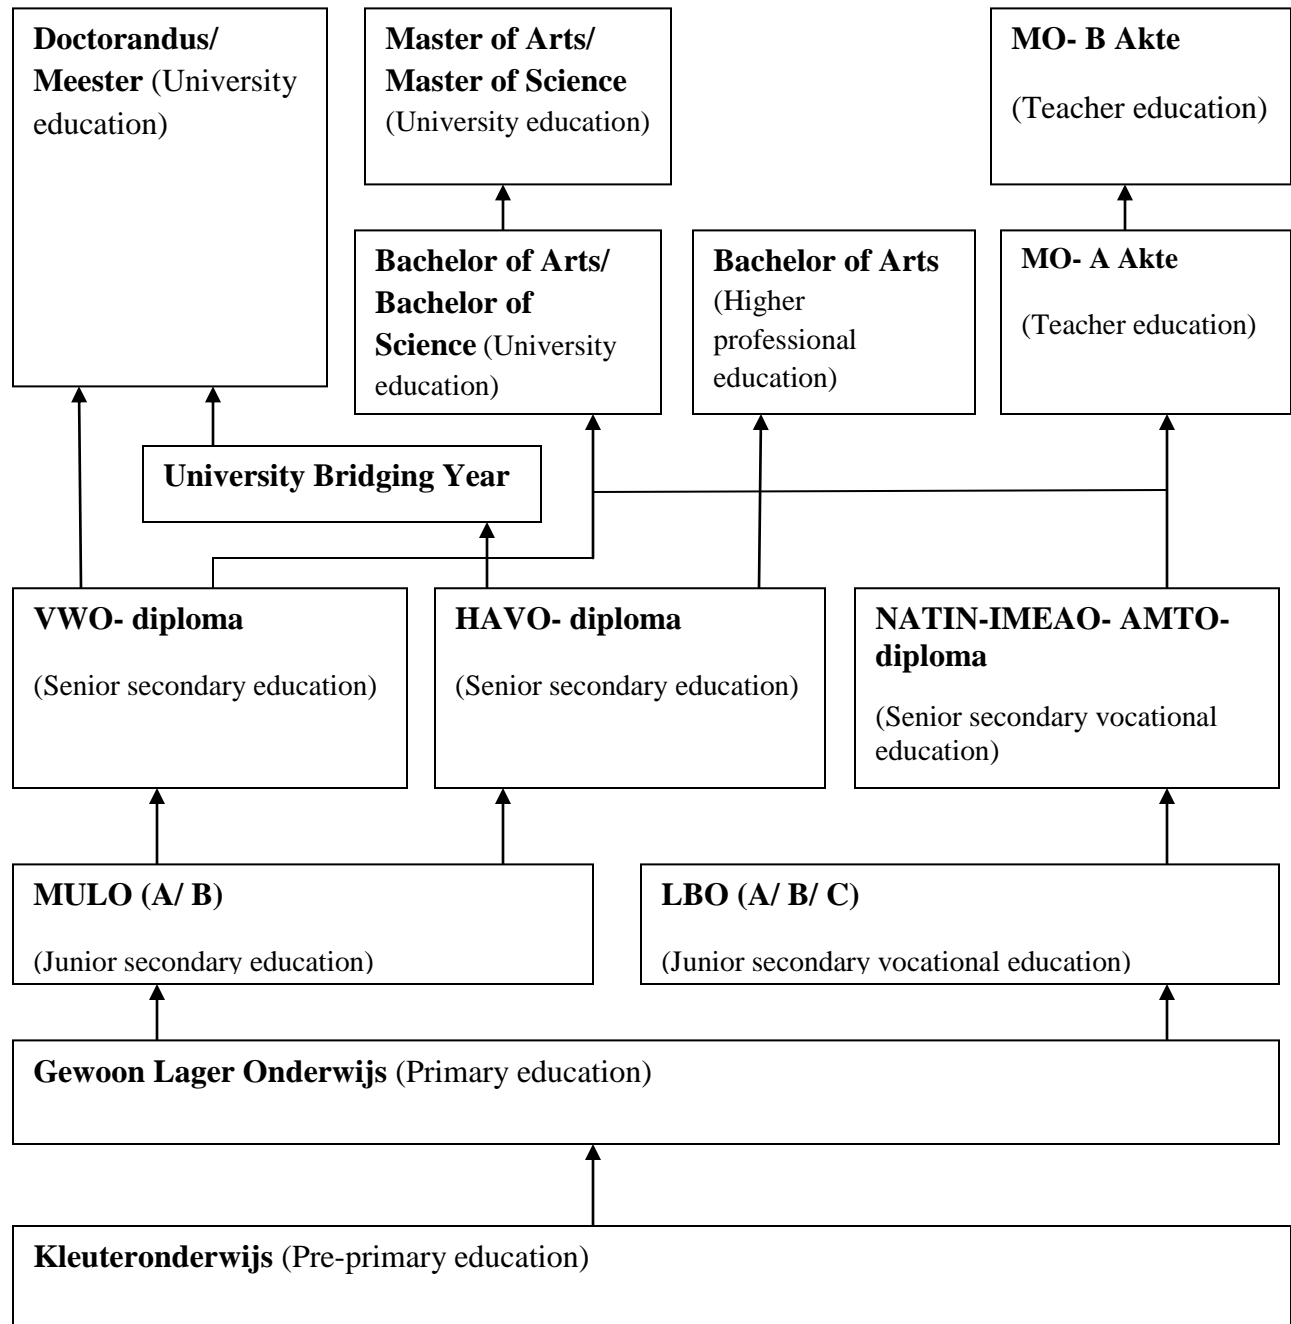 Doctorandus/
Meester (University
education)
Master of Arts/
Master of Science
(University education)
MO- B Akte
(Teacher education)
Bachelor of Arts/
Bachelor of
Science (University
education)
Bachelor of Arts
(Higher
professional
education)
MO- A Akte
(Teacher education)
University Bridging Year
VWO- diploma
(Senior secondary education)
HAVO- diploma
(Senior secondary education)
NATIN-IMEAO- AMTO-
diploma
(Senior secondary vocational
education)
MULO (A/ B)
(Junior secondary education)
LBO (A/ B/ C)
(Junior secondary vocational education)
Gewoon Lager Onderwijs (Primary education)
Kleuteronderwijs (Pre-primary education)